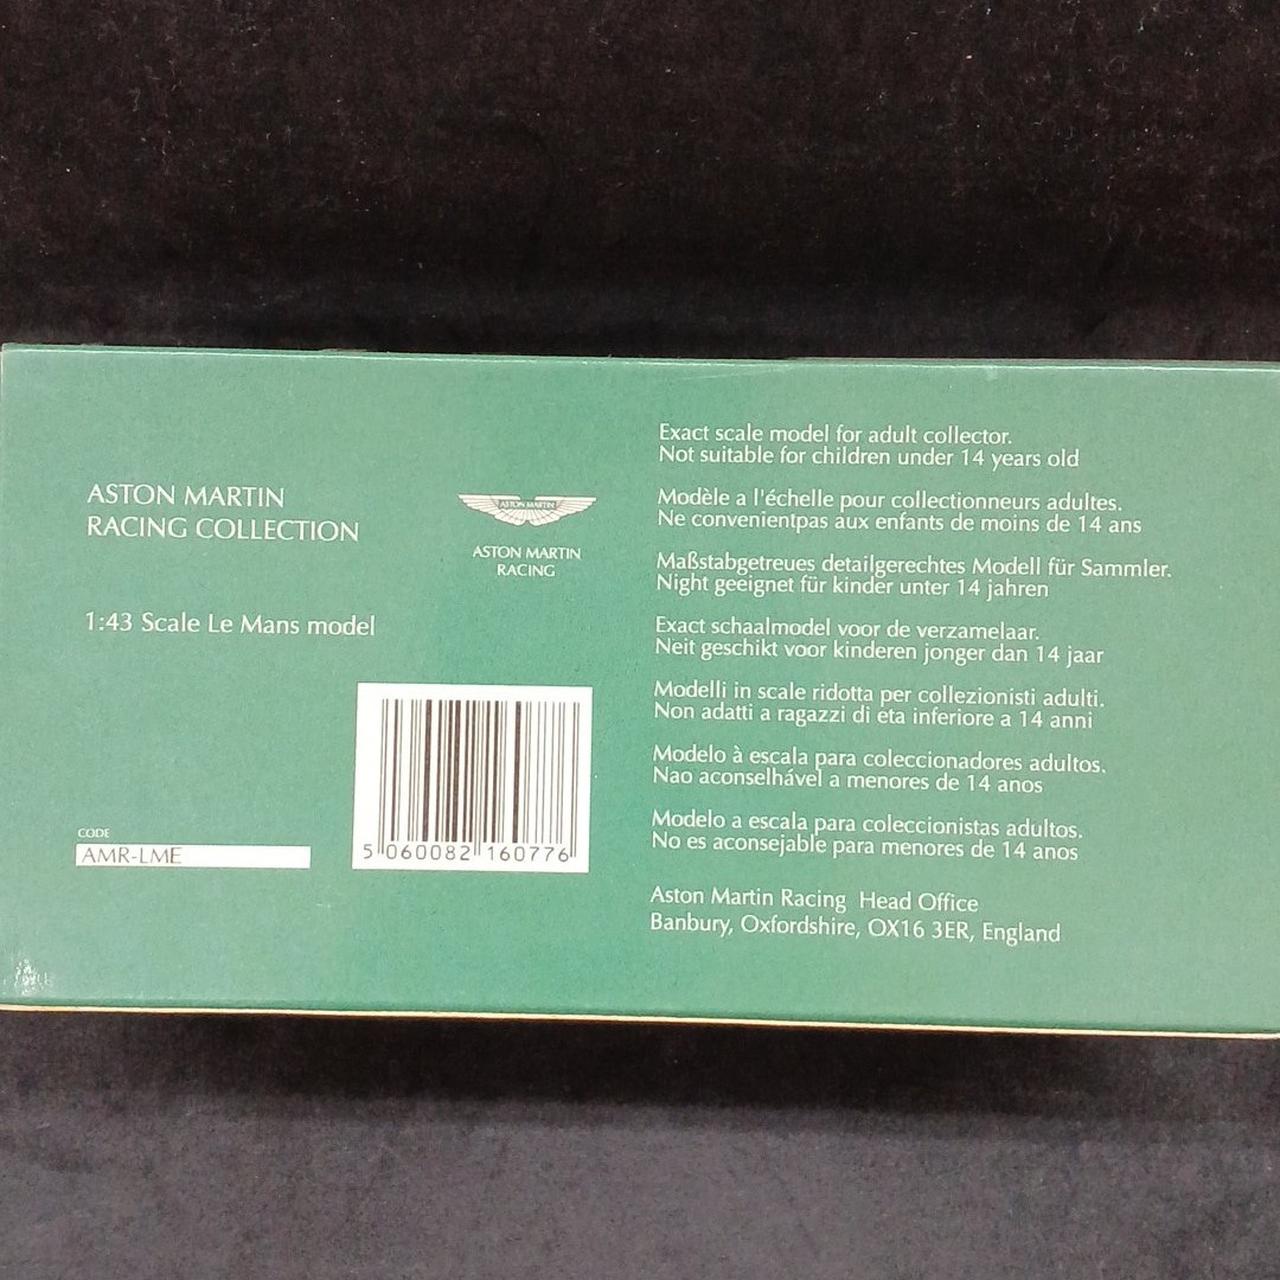 ASTON MARTIN
RACING COLLECTION
1:43 Scale Le Mans model
ASTON MARTIN
ASTON MARTIN
RACING
CODE
AMR-LME
5 060082 160776
Exact scale model for adult collector.
Not suitable for children under 14 years old
Modèle a l'échelle pour collectionneurs adultes.
Ne convenientpas aux enfants de moins de 14 ans
Maßstabgetreues detailgerechtes Modell für Sammler.
Night geeignet für kinder unter 14 jahren
Exact schaalmodel voor de verzamelaar.
Neit geschikt voor kinderen jonger dan 14 jaar
Modelli in scale ridotta per collezionisti adulti.
Non adatti a ragazzi di eta inferiore a 14 anni
Modelo à escala para coleccionadores adultos.
Nao aconselhável a menores de 14 anos
Modelo a escala para coleccionistas adultos.
No es aconsejable para menores de 14 anos
Aston Martin Racing Head Office
Banbury, Oxfordshire, OX16 3ER, England